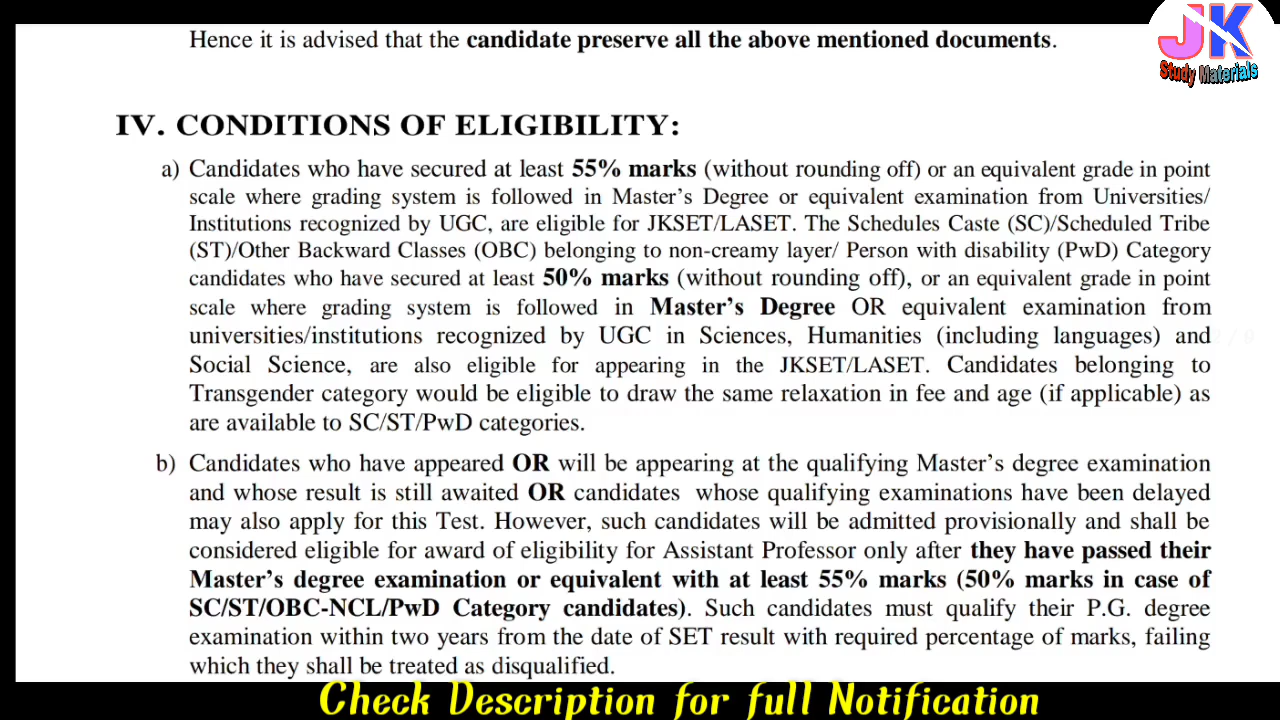 JK
Study Materials
Hence it is advised that the candidate preserve all the above mentioned documents.
IV. CONDITIONS OF ELIGIBILITY:
a) Candidates who have secured at least 55% marks (without rounding off) or an equivalent grade in point
scale where grading system is followed in Master's Degree or equivalent examination from Universities/
Institutions recognized by UGC, are eligible for JKSET/LASET. The Schedules Caste (SC)/Scheduled Tribe
(ST)/Other Backward Classes (OBC) belonging to non-creamy layer/ Person with disability (PwD) Category
candidates who have secured at least 50% marks (without rounding off), or an equivalent grade in point
scale where grading system is followed in Master's Degree OR equivalent examination from
universities/institutions recognized by UGC in Sciences, Humanities (including languages) and
Social Science, are also eligible for appearing in the JKSET/LASET. Candidates belonging to
Transgender category would be eligible to draw the same relaxation in fee and age (if applicable) as
are available to SC/ST/PwD categories.
b) Candidates who have appeared OR will be appearing at the qualifying Master's degree examination
and whose result is still awaited OR candidates whose qualifying examinations have been delayed
may also apply for this Test. However, such candidates will be admitted provisionally and shall be
considered eligible for award of eligibility for Assistant Professor only after they have passed their
Master's degree examination or equivalent with at least 55% marks (50% marks in case of
SC/ST/OBC-NCL/PwD Category candidates). Such candidates must qualify their P.G. degree
examination within two years from the date of SET result with required percentage of marks, failing
which they shall be treated as disqualified.
Check Description for full Notification